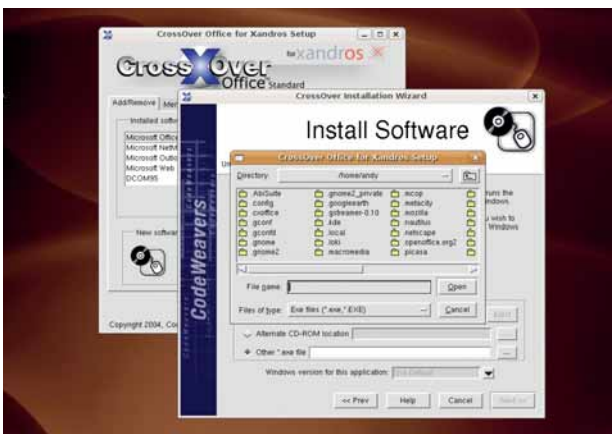 CrossOver Office for Xandros Setup
CrossOver
for xandros
Office Standard
Add/Remove
Installed softw
Microsoft Office
Microsoft NetM
Microsoft Outlo
Microsoft Web
DCOM95
New software
Copyright 2004, Co
CrossOver Installation Wizard
CodeWeavers
Install Software
CrossOver Office for Xandros Setup
Directory: /home/andy
AbiSuite
.config
.cxoffice
.gconf
.gconfd
.gnome
.gnome2
.gnome2_private
.googleearth
.gstreamer-0.10
.kde
.local
.loki
.macromedia
.mcop
.metacity
.mozilla
.nautilus
.netscape
.openoffice.org2
.picasa
File name:
Open
Files of type: Exe files (*.exe,*.EXE)
Cancel
runs the
indows.
u wish to
Windows
Alternate CD-ROM location
Other *.exe file
Windows version for this application:
<< Prev
Help
Cancel